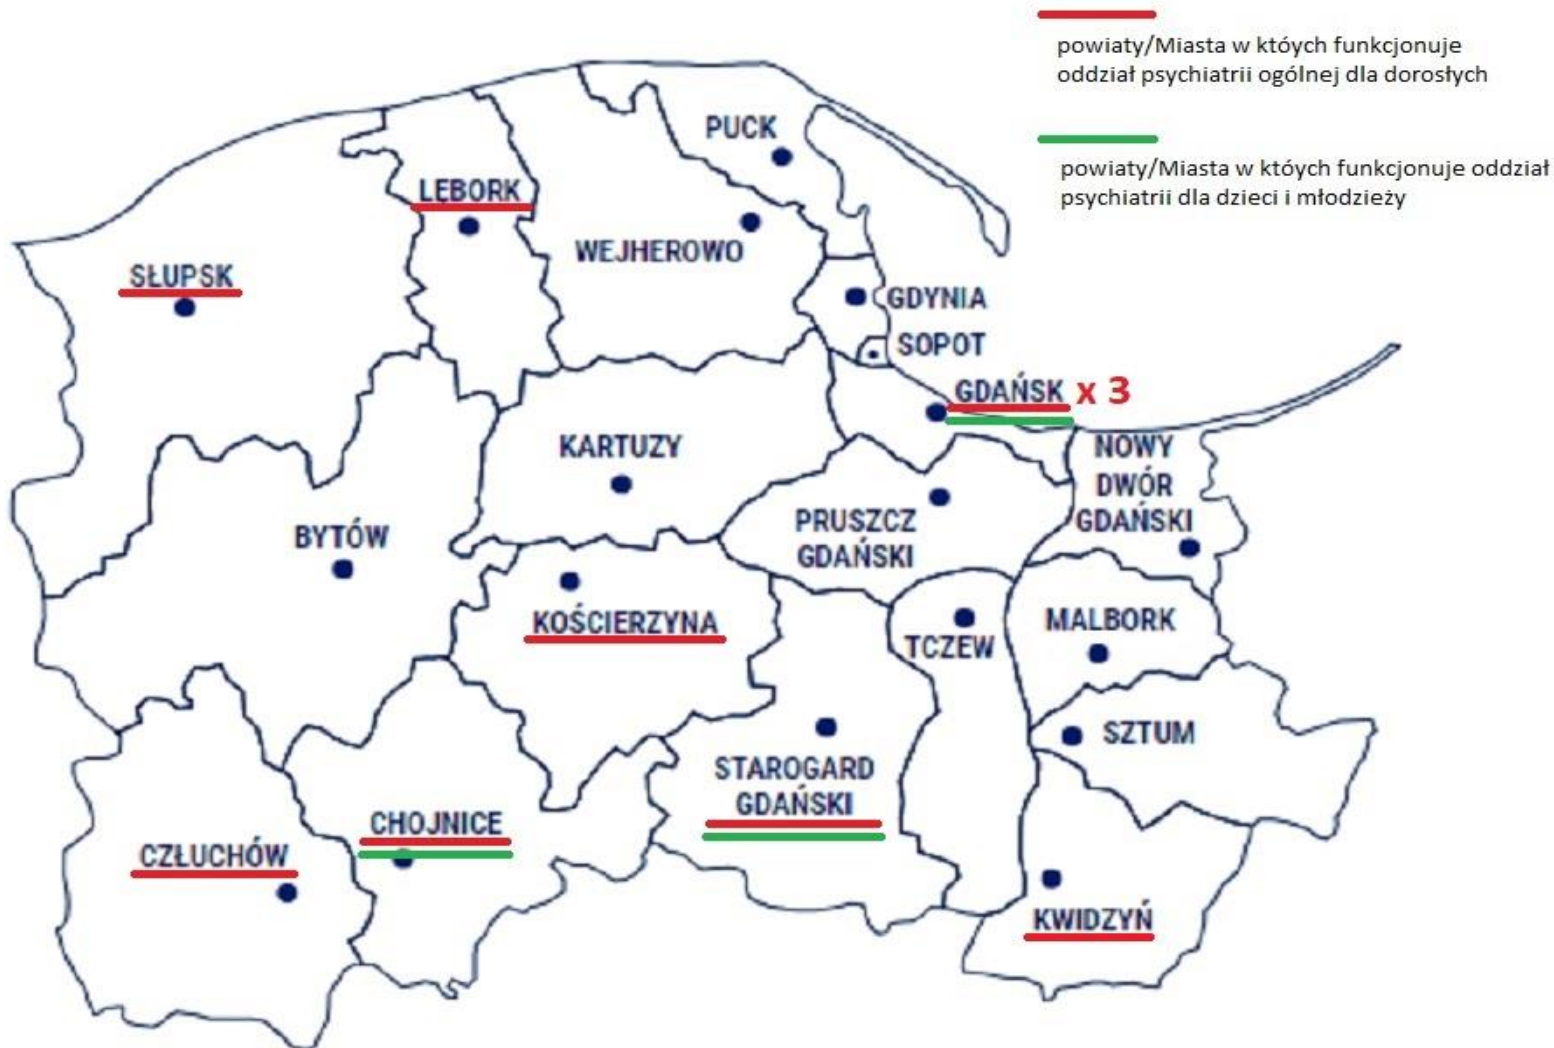 powiaty/Miasta w któych funkcjonuje
oddział psychiatrii ogólnej dla dorosłych
powiaty/Miasta w któych funkcjonuje oddział
psychiatrii dla dzieci i młodzieży
PUCK
LĘBORK
WEJHEROWO
SŁUPSK
GDYNIA
SOPOT
GDAŃSK x 3
KARTUZY
NOWY
DWÓR
GDAŃSKI
PRUSZCZ
GDAŃSKI
BYTÓW
KOŚCIERZYNA
MALBORK
TCZEW
SZTUM
STAROGARD
GDAŃSKI
CHOJNICE
CZŁUCHÓW
KWIDZYŃ